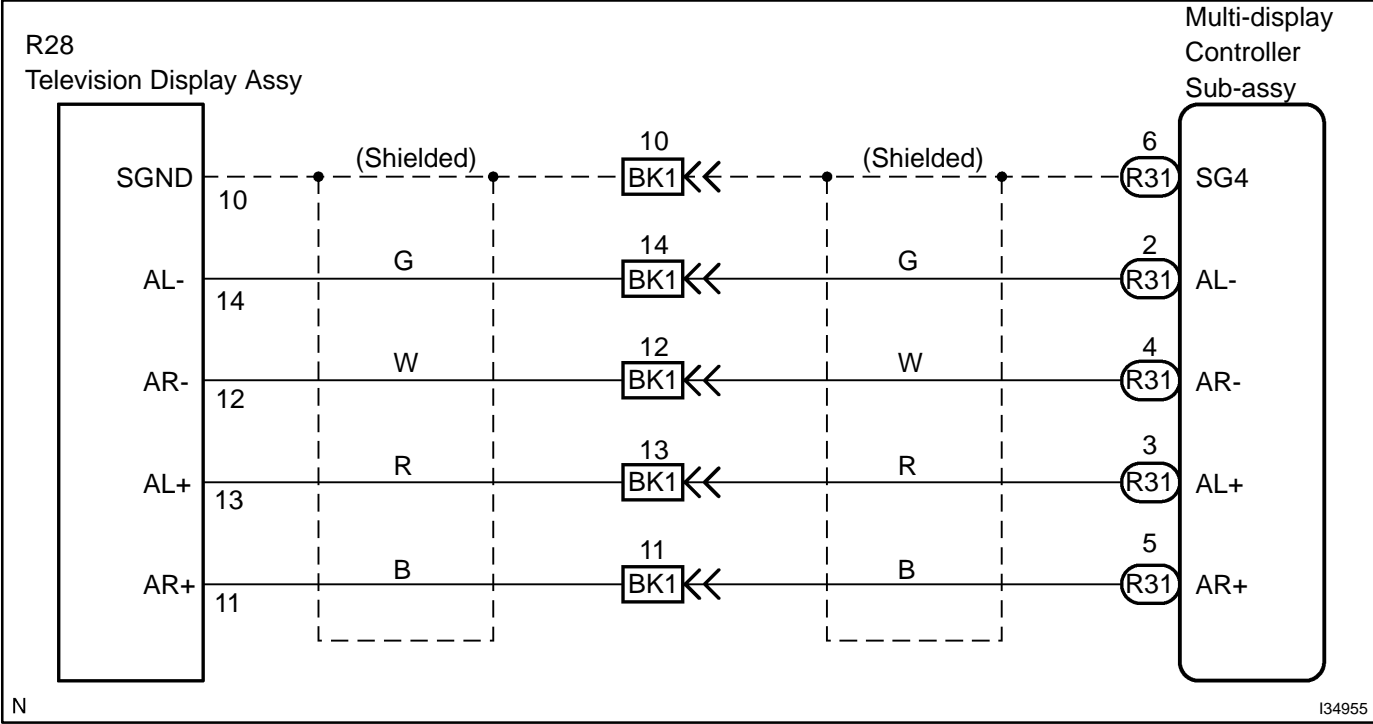 R28
Television Display Assy
Multi-display
Controller
Sub-assy
(Shielded) 10 (Shielded) 6
SGND BK1 R31 SG4
10
G 14 G 2
AL- BK1 R31 AL-
14
W 12 W 4
AR- BK1 R31 AR-
12
R 13 R 3
AL+ BK1 R31 AL+
13
B 11 B 5
AR+ BK1 R31 AR+
11
N I34955